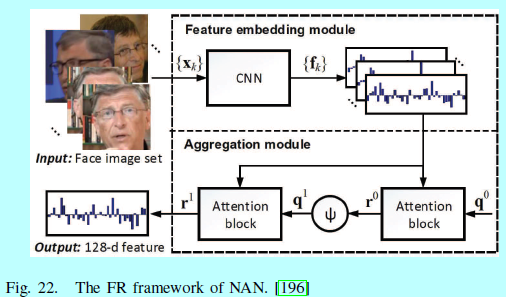 Feature embedding module
{x_k}
CNN
{f_k}
Input: Face image set
Aggregation module
r^1
Attention
block
q^1
ψ
r^0
Attention
block
q^0
Output: 128-d feature
Fig. 22. The FR framework of NAN. [196]